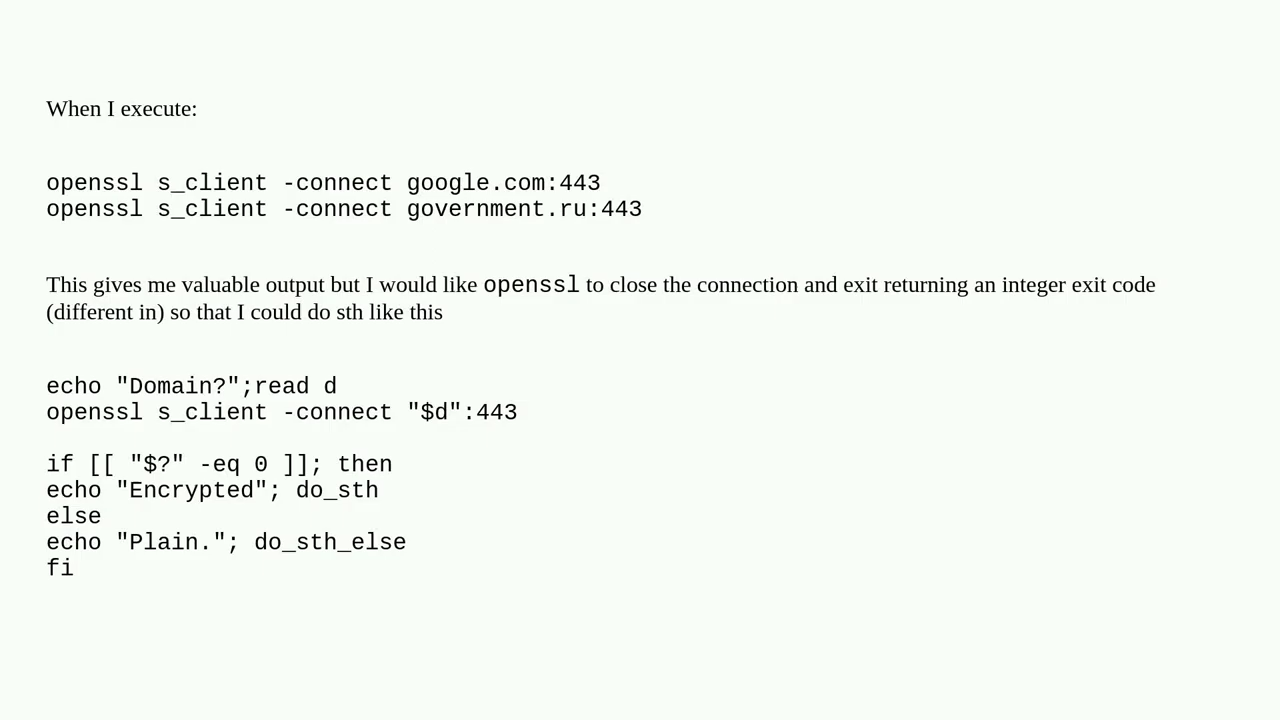 When I execute:
openssl s_client -connect google.com:443
openssl s_client -connect government.ru:443
This gives me valuable output but I would like openssl to close the connection and exit returning an integer exit code
(different in) so that I could do sth like this
echo "Domain?";read d
openssl s_client -connect "$d":443
if [[ "$?" -eq 0 ]]; then
echo "Encrypted"; do_sth
else
echo "Plain."; do_sth_else
fi